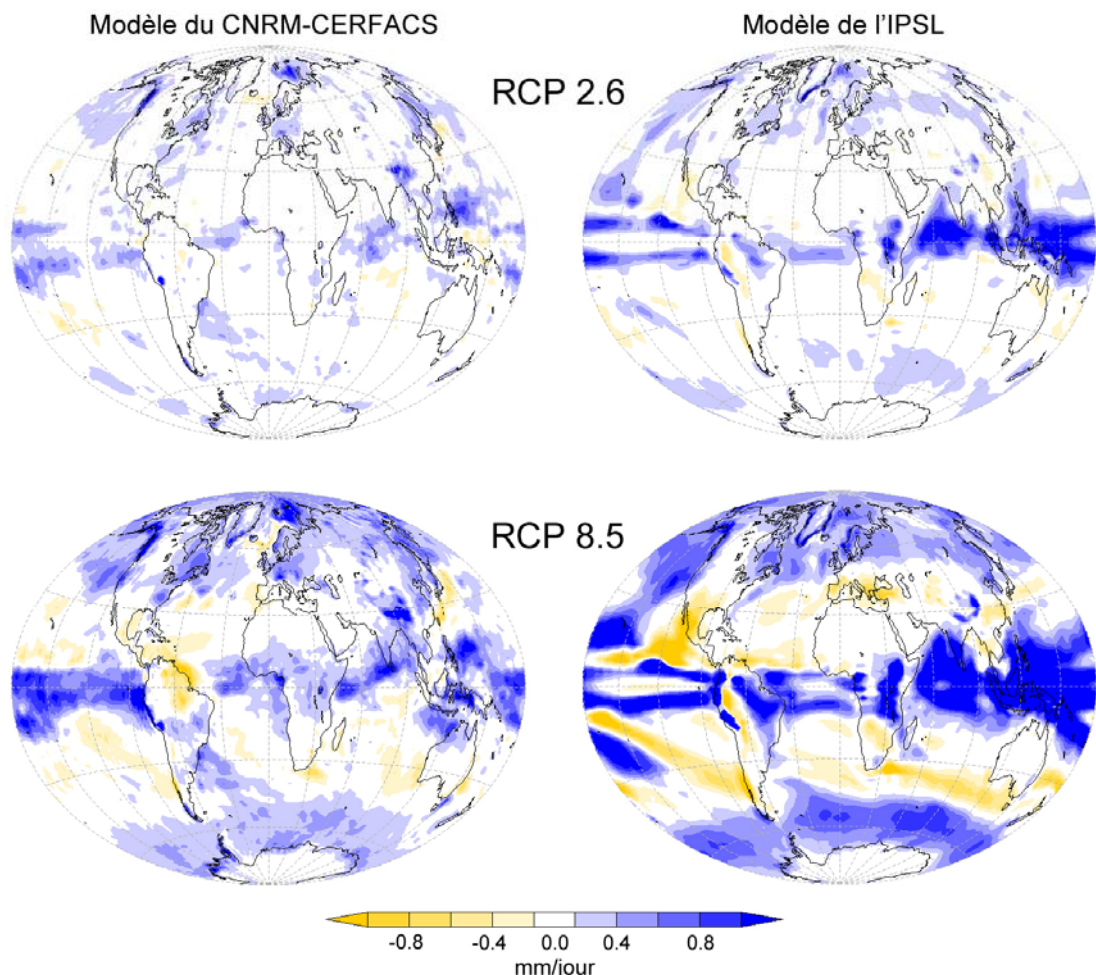 Modèle du CNRM-CERFACS
Modèle de l'IPSL
RCP 2.6
RCP 8.5
-0.8 -0.4 0.0 0.4 0.8
mm/jour